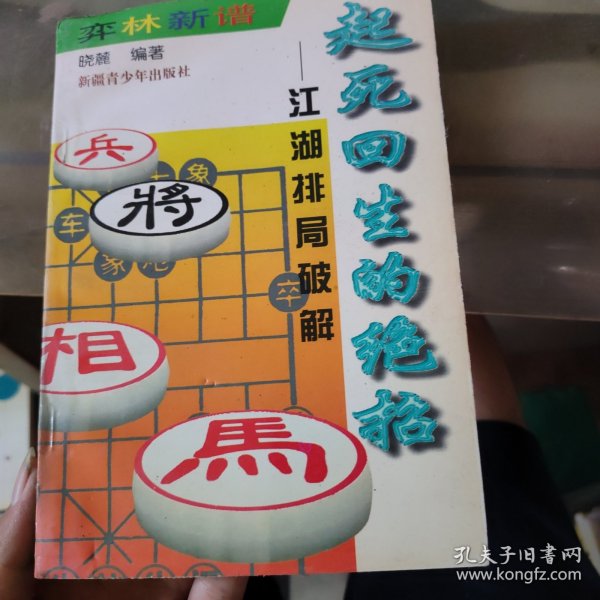 弈林新谱
晓麓 编著
新疆青少年出版社
起死回生的绝招
——江湖排局破解
兵
將
相
馬
象
车
象
炮
卒
孔夫子旧书网
www.kongfz.com